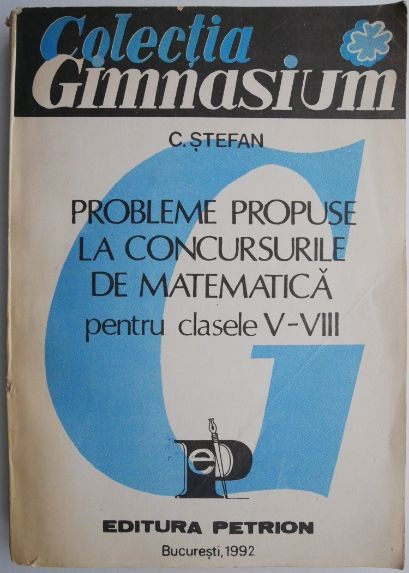 Colecția
Gimnasium
C. ȘTEFAN
PROBLEME PROPUSE
LA CONCURSURILE
DE MATEMATICĂ
pentru clasele V-VIII
G
eP
EDITURA PETRION
București, 1992